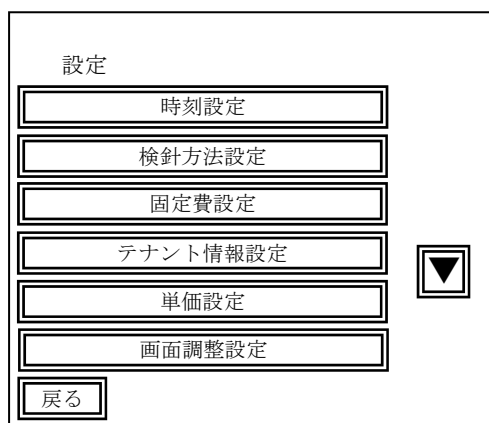 設定
時刻設定
検針方法設定
固定費設定
テナント情報設定
単価設定
画面調整設定
戻る